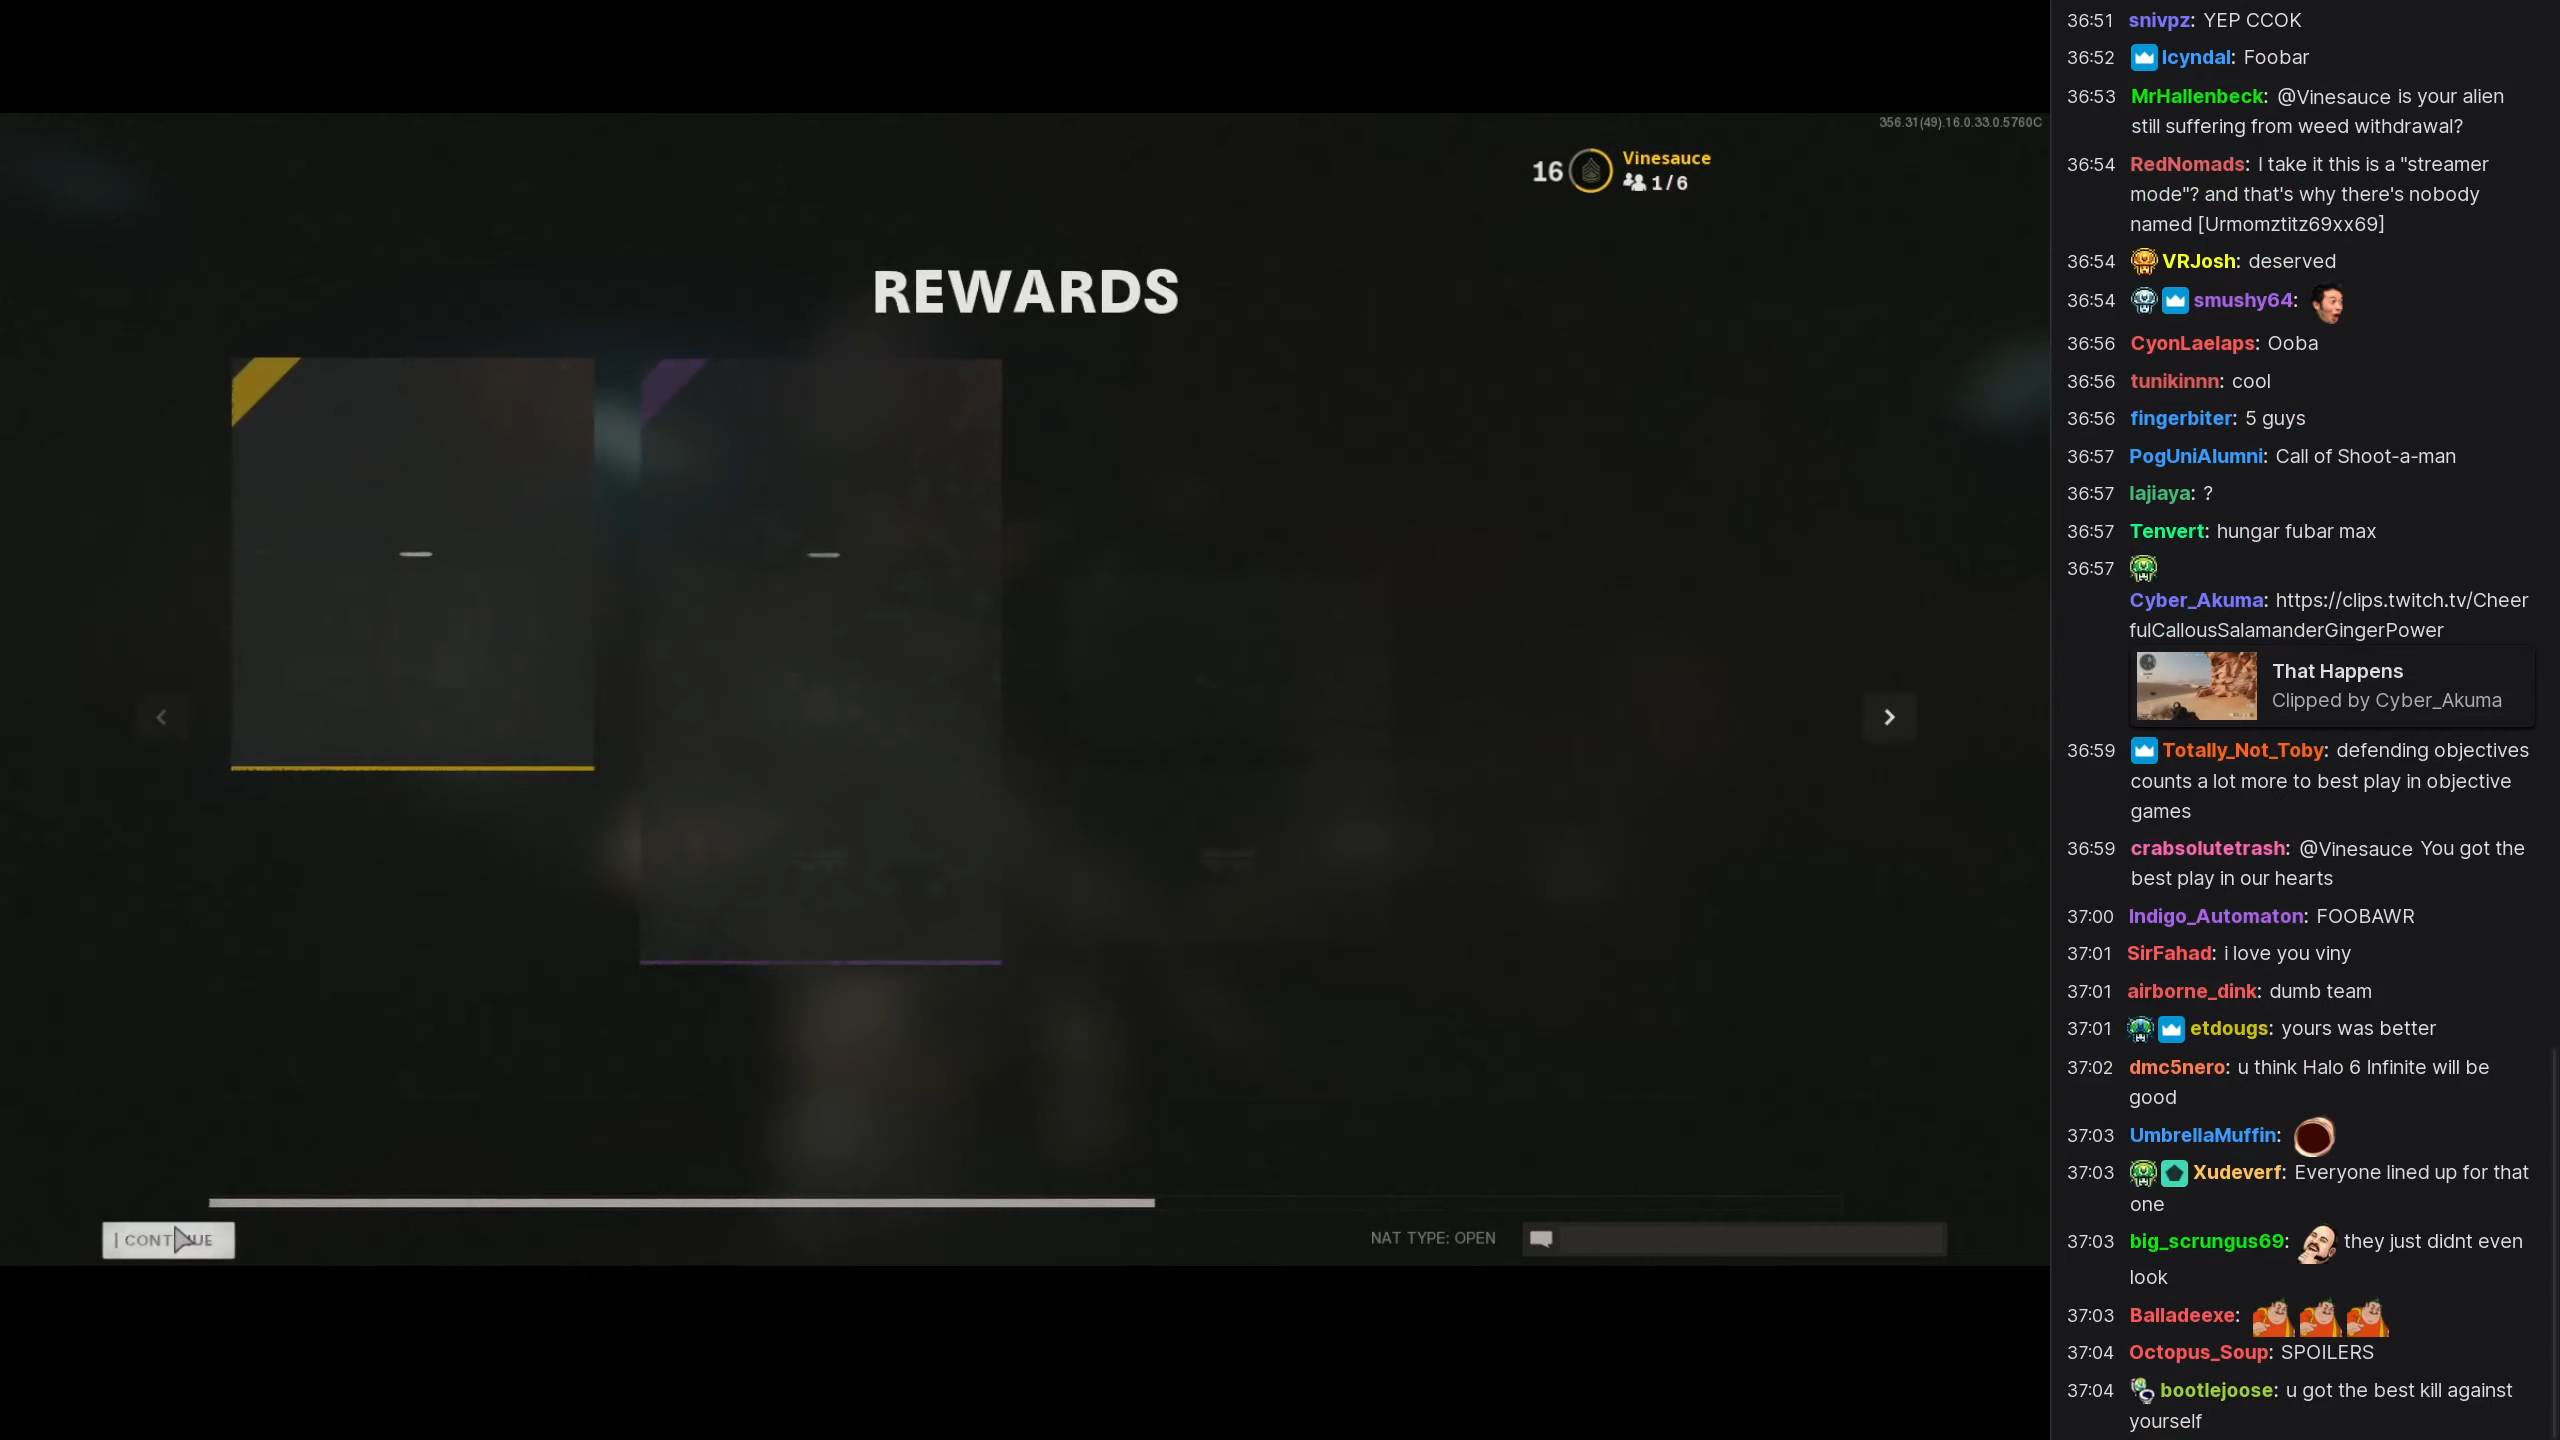 356.31(49).16.0.33.0.5760C
16
Vinesauce
1/6
REWARDS
CONTINUE
NAT TYPE: OPEN
36:51 snivpz: YEP CCOK
36:52 Icyndal: Foobar
36:53 MrHallenbeck: @Vinesauce is your alien
still suffering from weed withdrawal?
36:54 RedNomads: I take it this is a "streamer
mode"? and that's why there's nobody
named [Urmomztitz69xx69]
36:54 VRJosh: deserved
36:54 smushy64:
36:56 CyonLaelaps: Ooba
36:56 tunikinnn: cool
36:56 fingerbiter: 5 guys
36:57 PogUniAlumni: Call of Shoot-a-man
36:57 lajiaya: ?
36:57 Tenvert: hungar fubar max
36:57
Cyber_Akuma: https://clips.twitch.tv/Cheer
fulCallousSalamanderGingerPower
That Happens
Clipped by Cyber_Akuma
36:59 Totally_Not_Toby: defending objectives
counts a lot more to best play in objective
games
36:59 crabsolutetrash: @Vinesauce You got the
best play in our hearts
37:00 Indigo_Automaton: FOOBAWR
37:01 SirFahad: i love you viny
37:01 airborne_dink: dumb team
37:01 etdougs: yours was better
37:02 dmc5nero: u think Halo 6 Infinite will be
good
37:03 UmbrellaMuffin:
37:03 Xudeverf: Everyone lined up for that
one
37:03 big_scrungus69: they just didnt even
look
37:03 Balladeexe:
37:04 Octopus_Soup: SPOILERS
37:04 bootlejoose: u got the best kill against
yourself